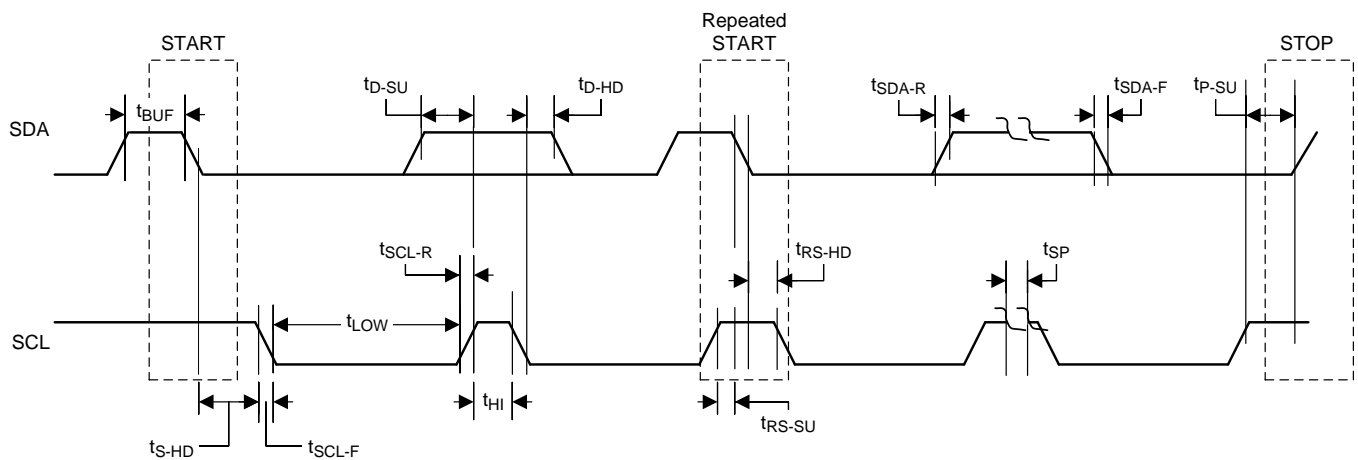 Repeated
START
START
STOP
tD-SU
tD-HD
tSDA-R
tSDA-F
tP-SU
tBUF
SDA
tSCL-R
tRS-HD
tSP
tLOW
SCL
tHI
tRS-SU
tS-HD
tSCL-F